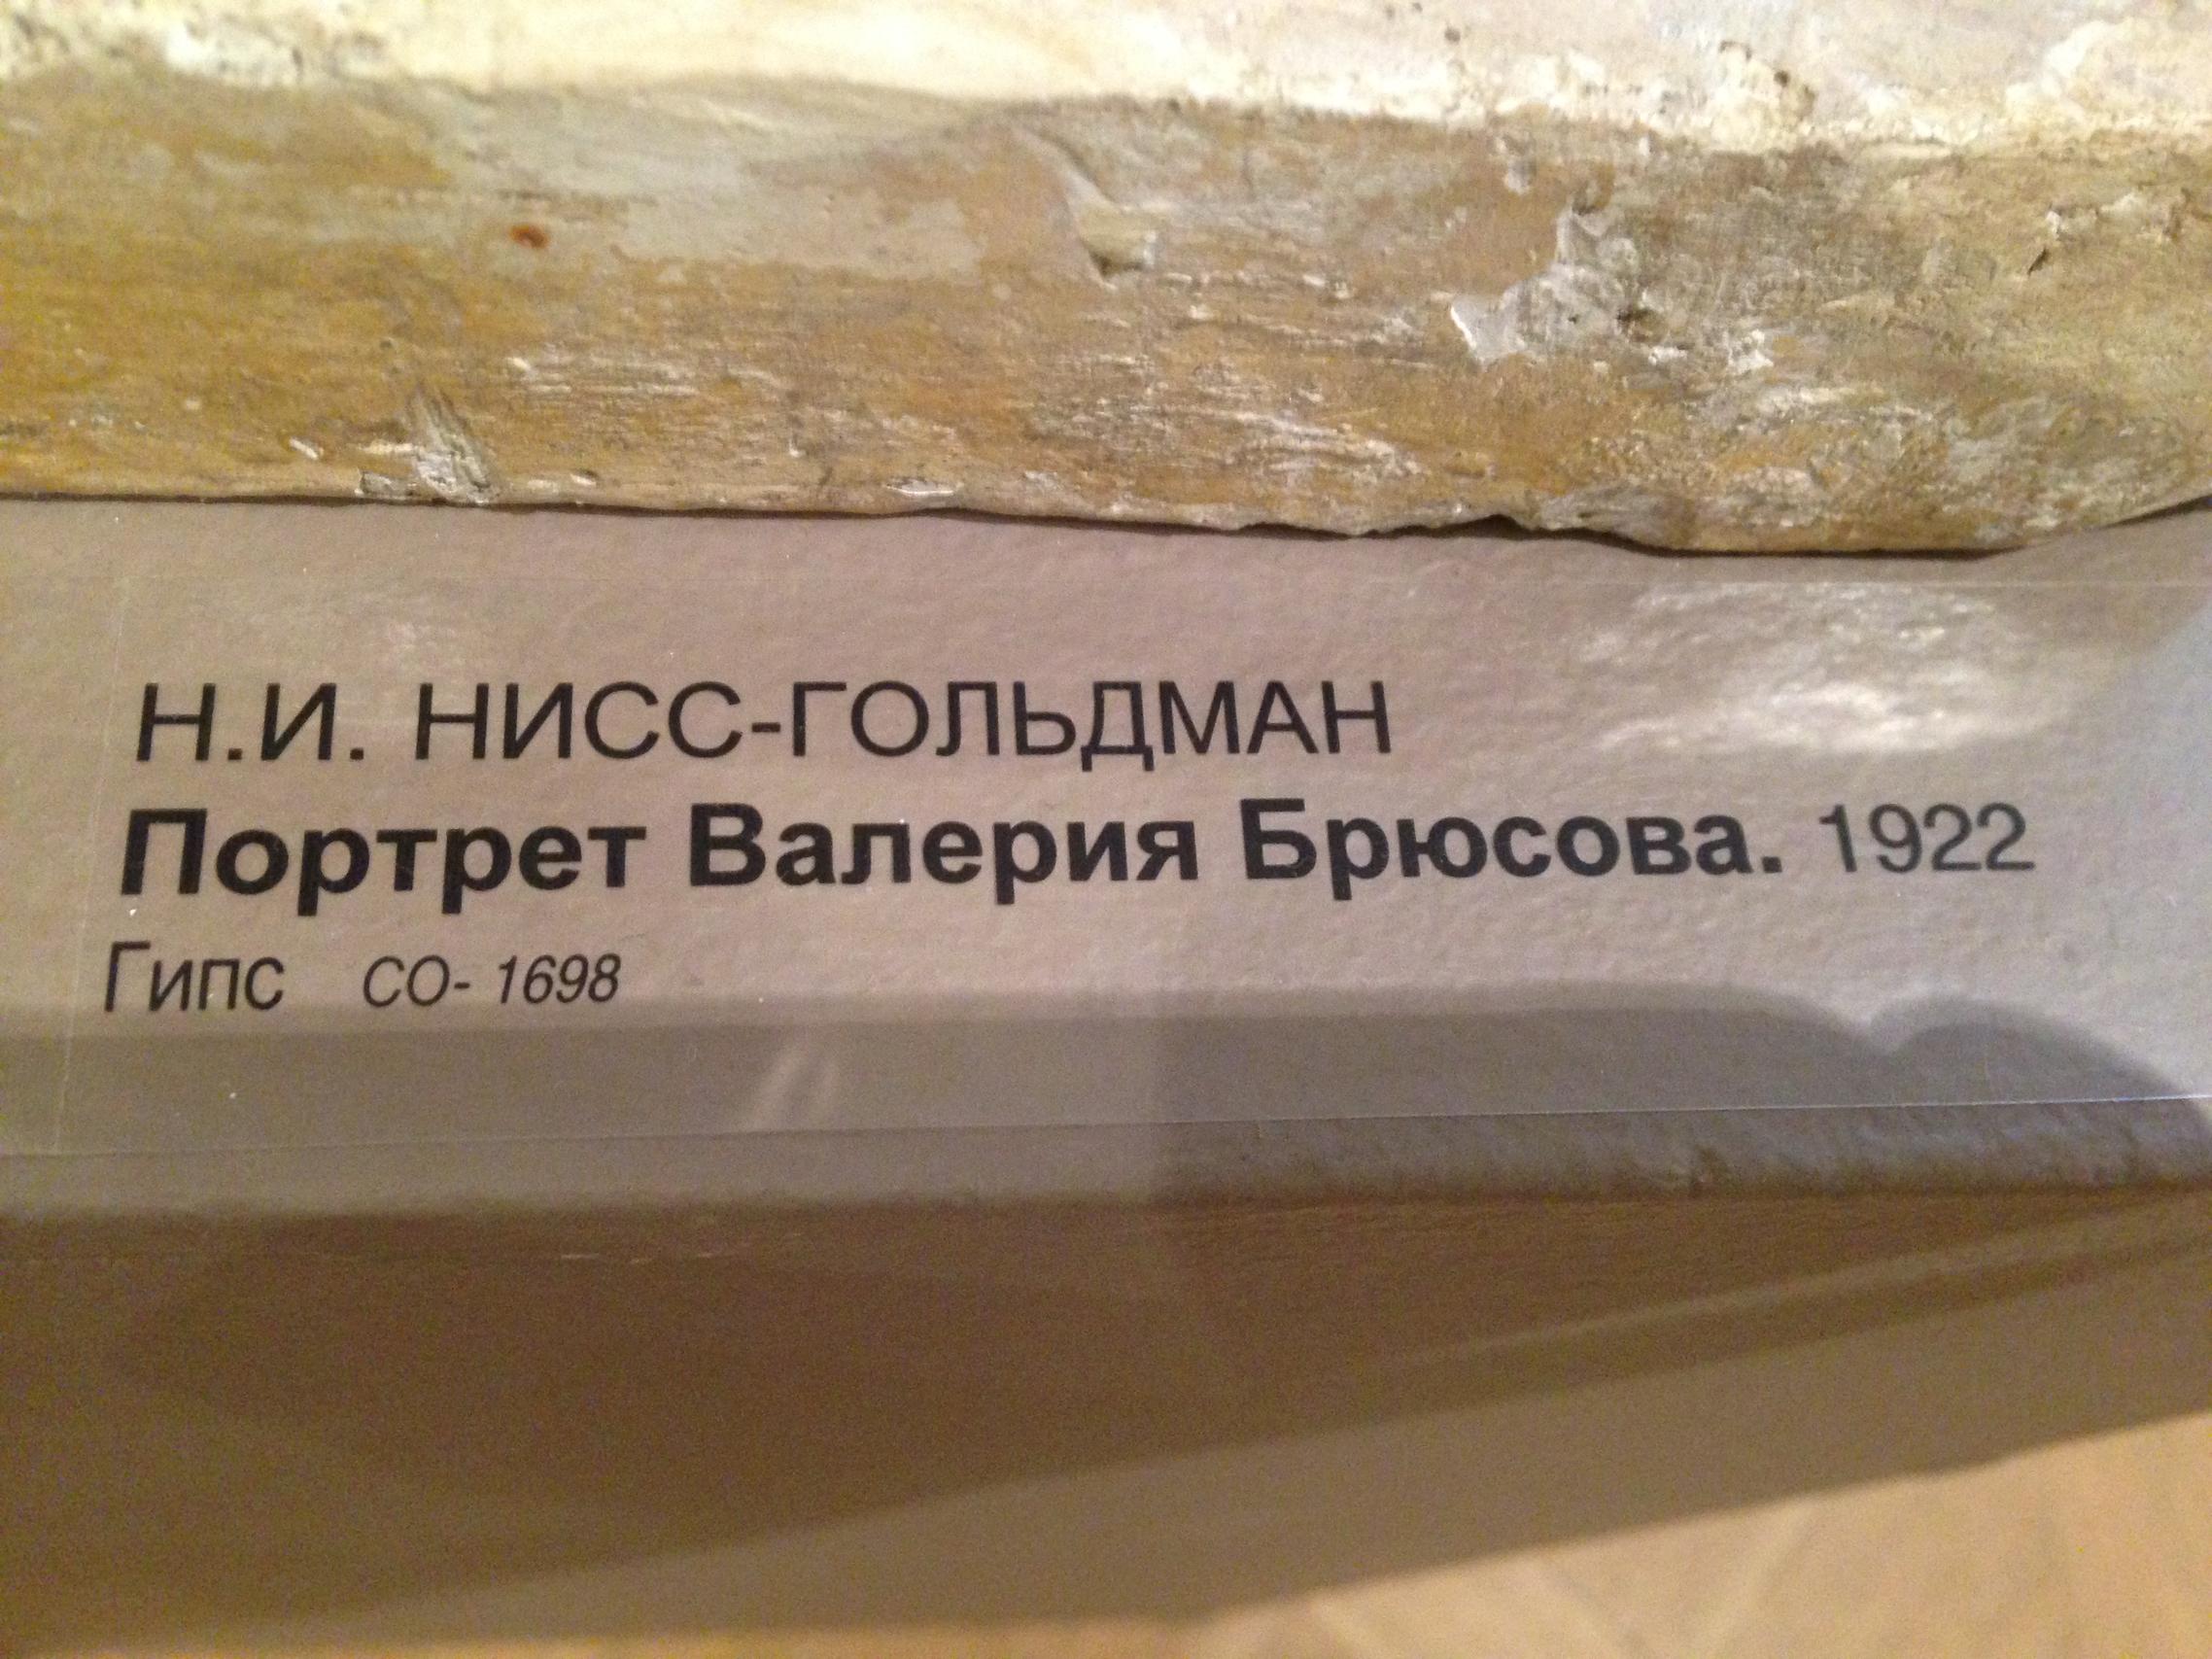 Н.И. НИСС-ГОЛЬДМАН
Портрет Валерия Брюсова. 1922
Гипс СО- 1698